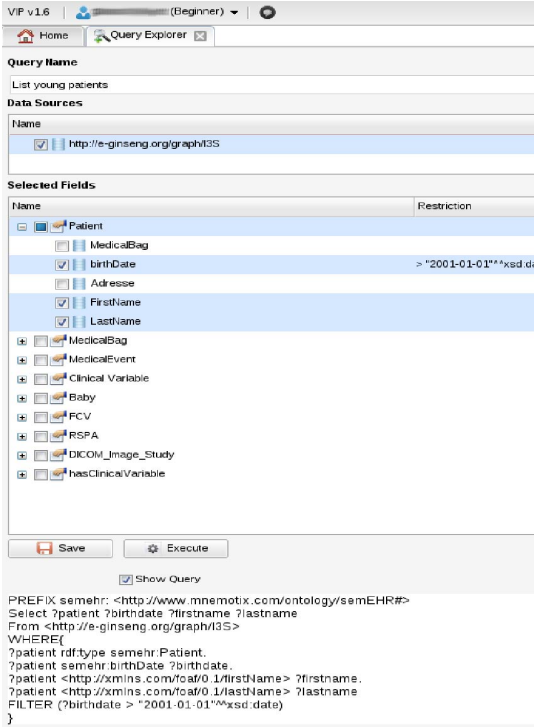 VIP v1.6 (Beginner)
Home Query Explorer
Query Name
List young patients
Data Sources
Name
http://e-ginseng.org/graph/I3S
Selected Fields
Name Restriction
Patient
MedicalBag
birthDate > "2001-01-01"^^xsd:da
Adresse
FirstName
LastName
MedicalBag
MedicalEvent
Clinical Variable
Baby
FCV
RSPA
DICOM_Image_Study
hasClinicalVariable
Save Execute
Show Query
PREFIX semehr: <http://www.mnemotix.com/ontology/semEHR#>
Select ?patient ?birthdate ?firstname ?lastname
From <http://e-ginseng.org/graph/I3S>
WHERE{
?patient rdf:type semehr:Patient.
?patient semehr:birthDate ?birthdate.
?patient <http://xmlns.com/foaf/0.1/firstName> ?firstname.
?patient <http://xmlns.com/foaf/0.1/lastName> ?lastname
FILTER (?birthdate > "2001-01-01"^^xsd:date)
}